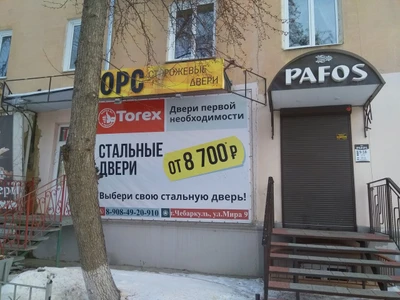 ОРС СТОРОЖЕВЫЕ
ДВЕРИ
PAFOS
Torex
Двери первой
необходимости
СТАЛЬНЫЕ
ДВЕРИ
ОТ 8 700 ₽
Выбери свою стальную дверь!
8-908-49-20-910
г.Чебаркуль, ул.Мира 9